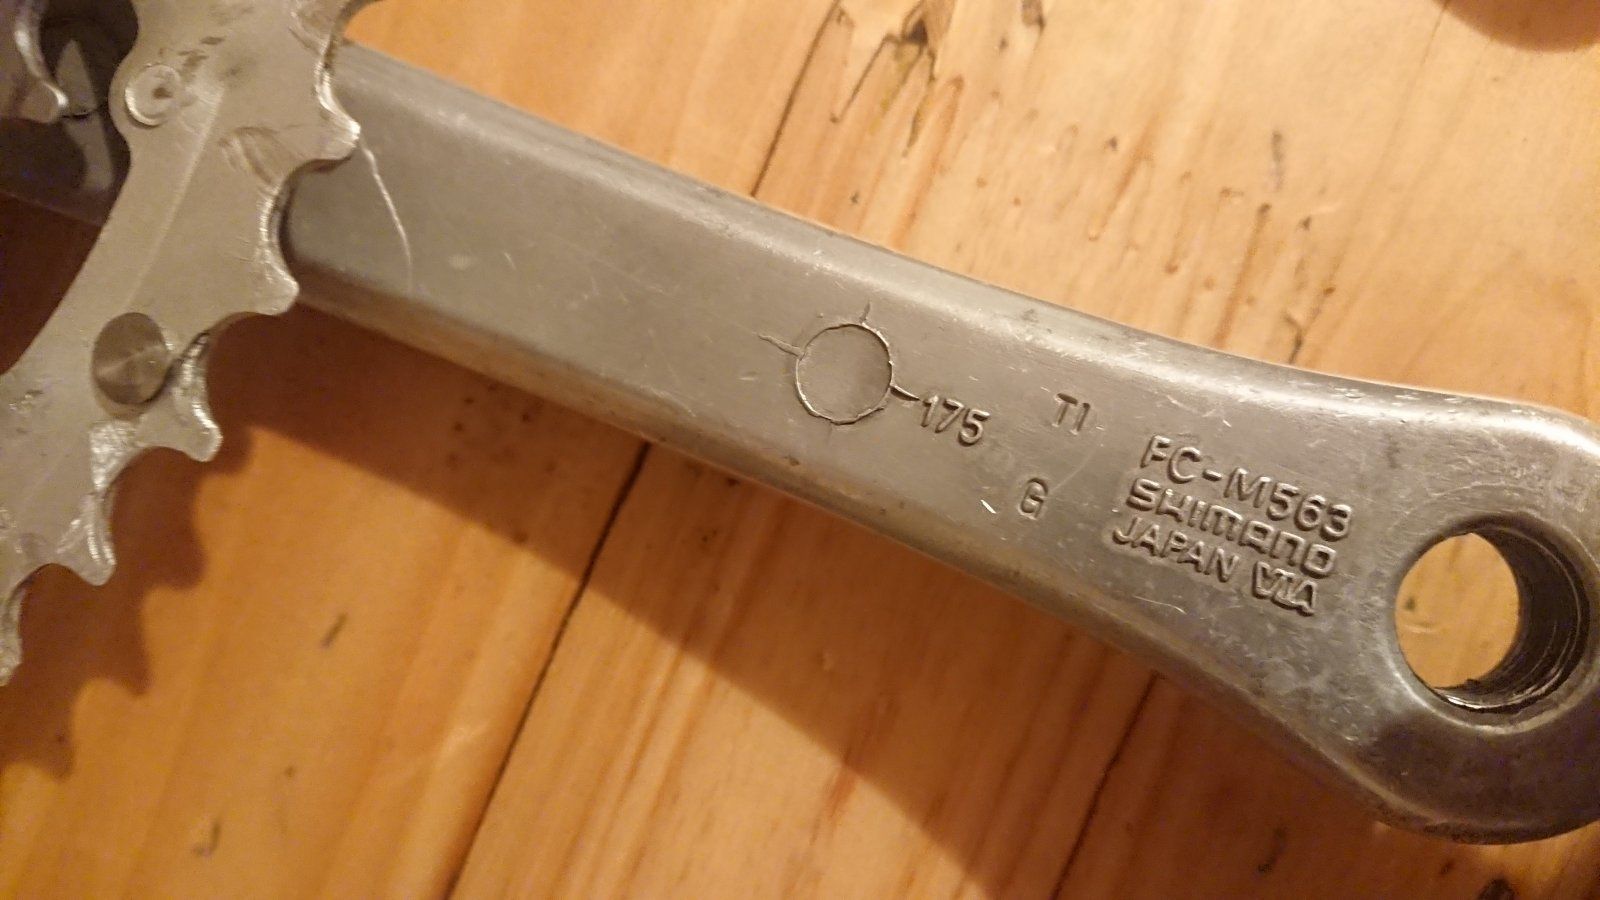 175
TI
G
FC-M563
SHIMANO
JAPAN VIA